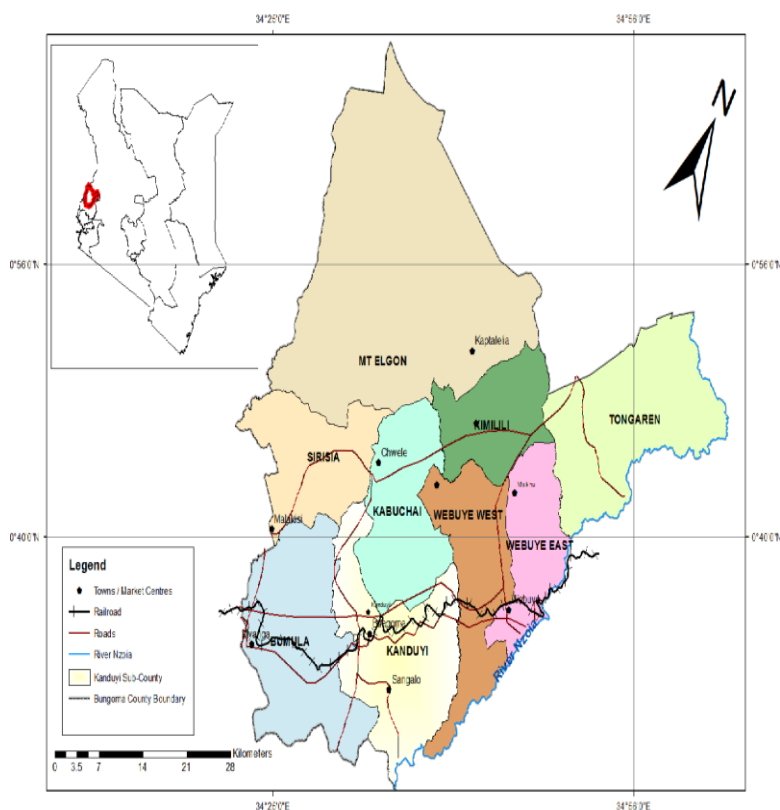 34°26'0"E 34°56'0"E
N
0°56'0"N 0°56'0"N
Kaptalelia
MT ELGON
KIMILILI
TONGAREN
SIRISIA
Chwele
KABUCHAI
WEBUYE WEST
Malakisi
0°40'0"N 0°40'0"N
WEBUYE EAST
Legend
Towns / Market Centres
Railroad
Roads
River Nzoia
Kanduyi Sub-County
Bungoma County Boundary
BUMULA
KANDUYI
Sangalo
River Nzoia
Kilometers
0 3.5 7 14 21 28
34°26'0"E 34°56'0"E